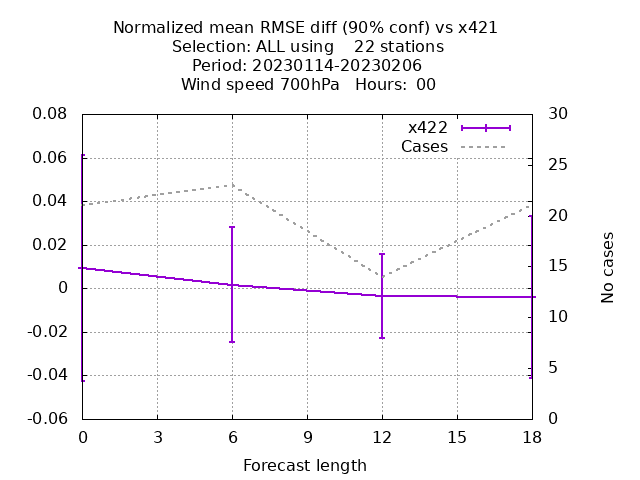 Normalized mean RMSE diff (90% conf) vs x421
Selection: ALL using    22 stations
Period: 20230114-20230206
Wind speed 700hPa   Hours:  00
x422
Cases
0.08
0.06
0.04
0.02
0
-0.02
-0.04
-0.06
30
25
20
15
10
5
0
No cases
0 3 6 9 12 15 18
Forecast length